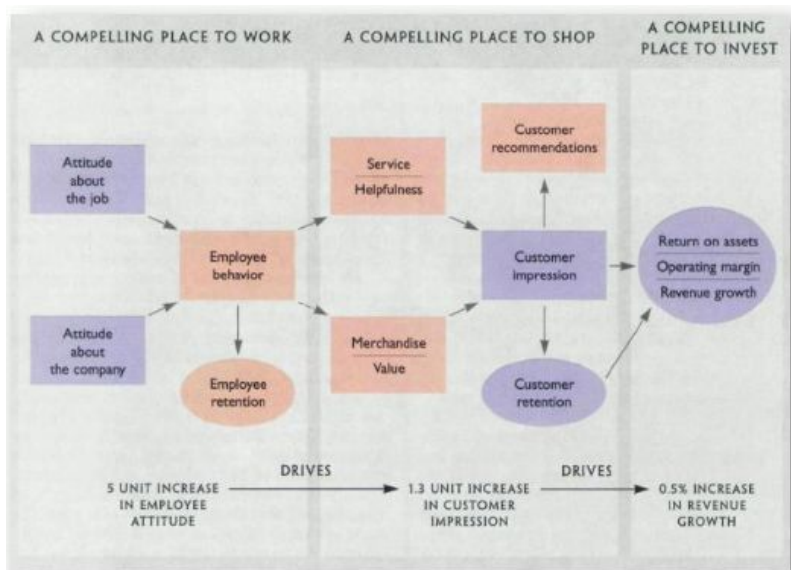 A COMPELLING PLACE TO WORK
A COMPELLING PLACE TO SHOP
A COMPELLING
PLACE TO INVEST
Attitude
about
the job
Attitude
about
the company
Employee
behavior
Employee
retention
Service
Helpfulness
Merchandise
Value
Customer
recommendations
Customer
impression
Customer
retention
Return on assets
Operating margin
Revenue growth
5 UNIT INCREASE
IN EMPLOYEE
ATTITUDE
DRIVES
1.3 UNIT INCREASE
IN CUSTOMER
IMPRESSION
DRIVES
0.5% INCREASE
IN REVENUE
GROWTH